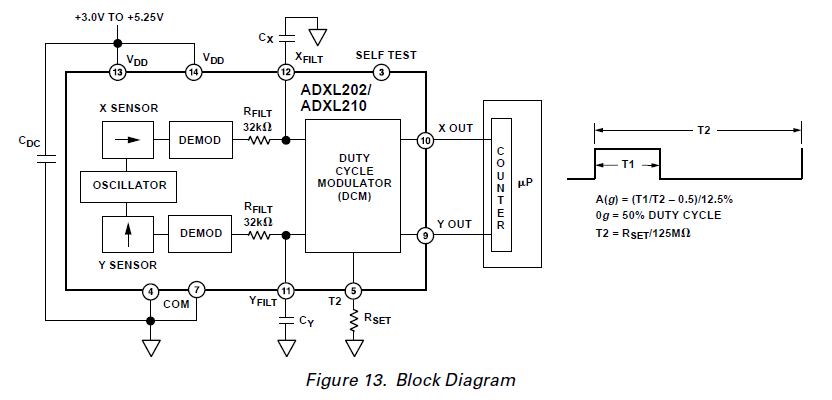 +3.0V TO +5.25V
CX
XFILT
SELF TEST
VDD
VDD
13
14
12
3
ADXL202/
ADXL210
X SENSOR
RFILT
32kΩ
CDC
DEMOD
X OUT
10
OSCILLATOR
DUTY
CYCLE
MODULATOR
(DCM)
COUNTER
µP
RFILT
32kΩ
DEMOD
Y OUT
9
Y SENSOR
4
7
COM
YFILT
11
T2
5
CY
RSET
T2
T1
A(g) = (T1/T2 – 0.5)/12.5%
0g = 50% DUTY CYCLE
T2 = RSET/125MΩ
Figure 13. Block Diagram